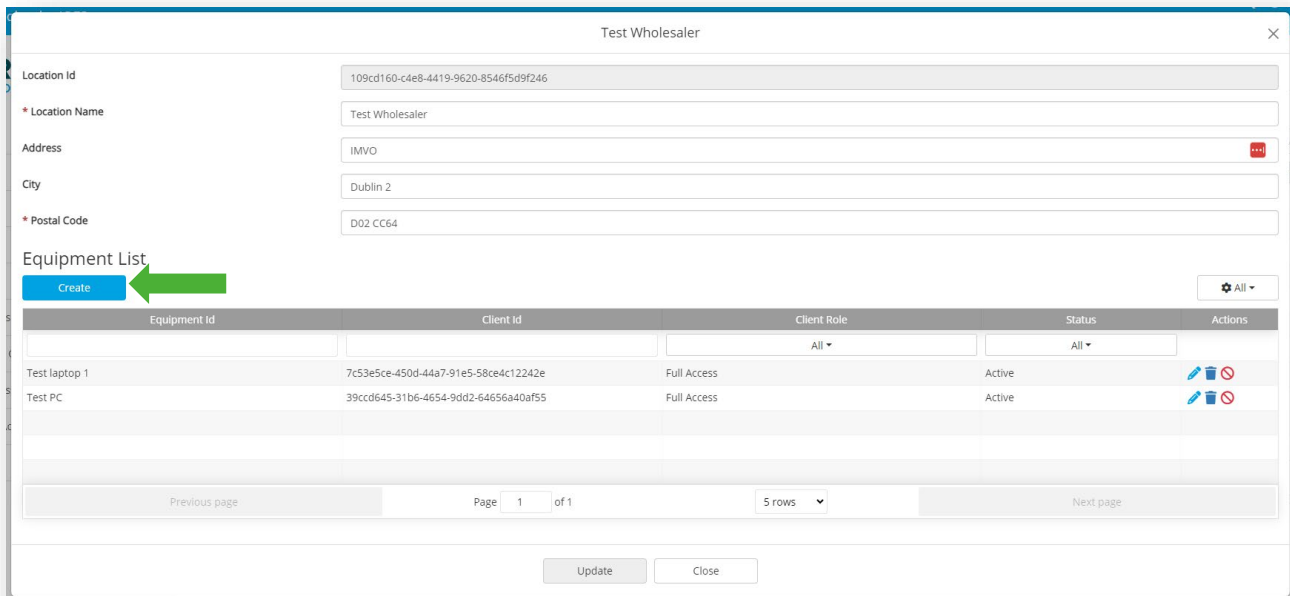 Test Wholesaler
Location Id
109cd160-c4e8-4419-9620-8546f5d9f246
* Location Name
Test Wholesaler
Address
IMVO
City
Dublin 2
* Postal Code
D02 CC64
Equipment List
Create
All
Equipment Id Client Id Client Role Status Actions
All All
Test laptop 1 7c53e5ce-450d-44a7-91e5-58ce4c12242e Full Access Active
Test PC 39ccd645-31b6-4654-9dd2-64656a40af55 Full Access Active
Previous page Page 1 of 1 5 rows Next page
Update Close